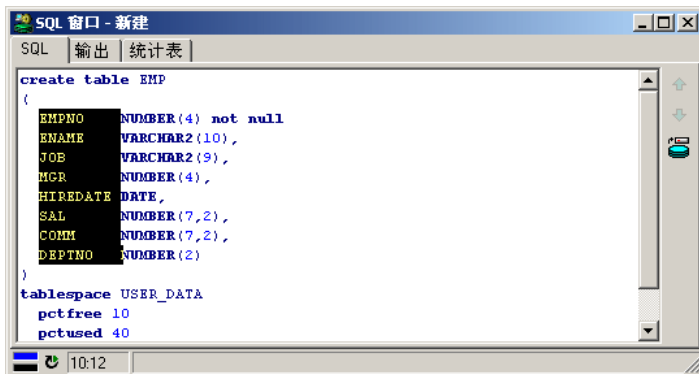 SQL 窗口 - 新建
SQL 输出 统计表
create table EMP
(
EMPNO NUMBER(4) not null
ENAME VARCHAR2(10),
JOB VARCHAR2(9),
MGR NUMBER(4),
HIREDATE DATE,
SAL NUMBER(7,2),
COMM NUMBER(7,2),
DEPTNO NUMBER(2)
)
tablespace USER_DATA
pctfree 10
pctused 40
10:12